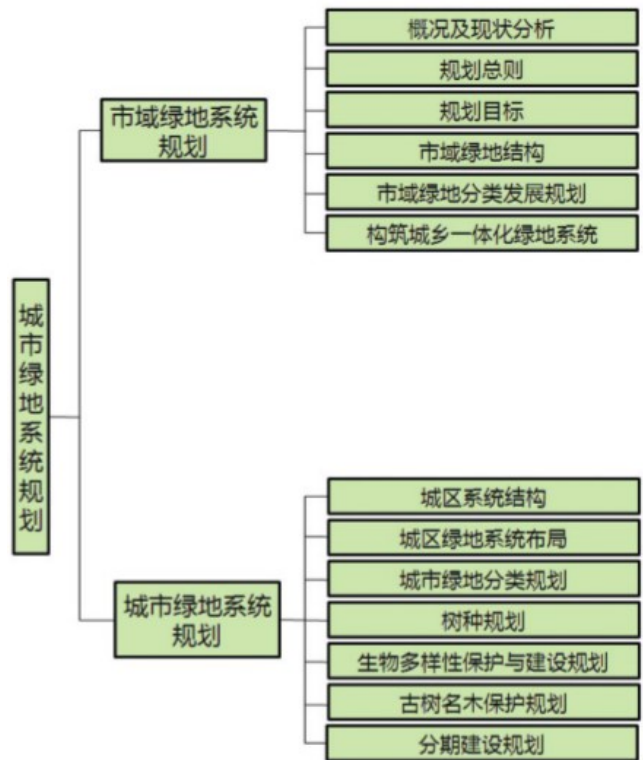 城市绿地系统规划
市域绿地系统
规划
概况及现状分析
规划总则
规划目标
市域绿地结构
市域绿地分类发展规划
构筑城乡一体化绿地系统
城市绿地系统
规划
城区系统结构
城区绿地系统布局
城市绿地分类规划
树种规划
生物多样性保护与建设规划
古树名木保护规划
分期建设规划